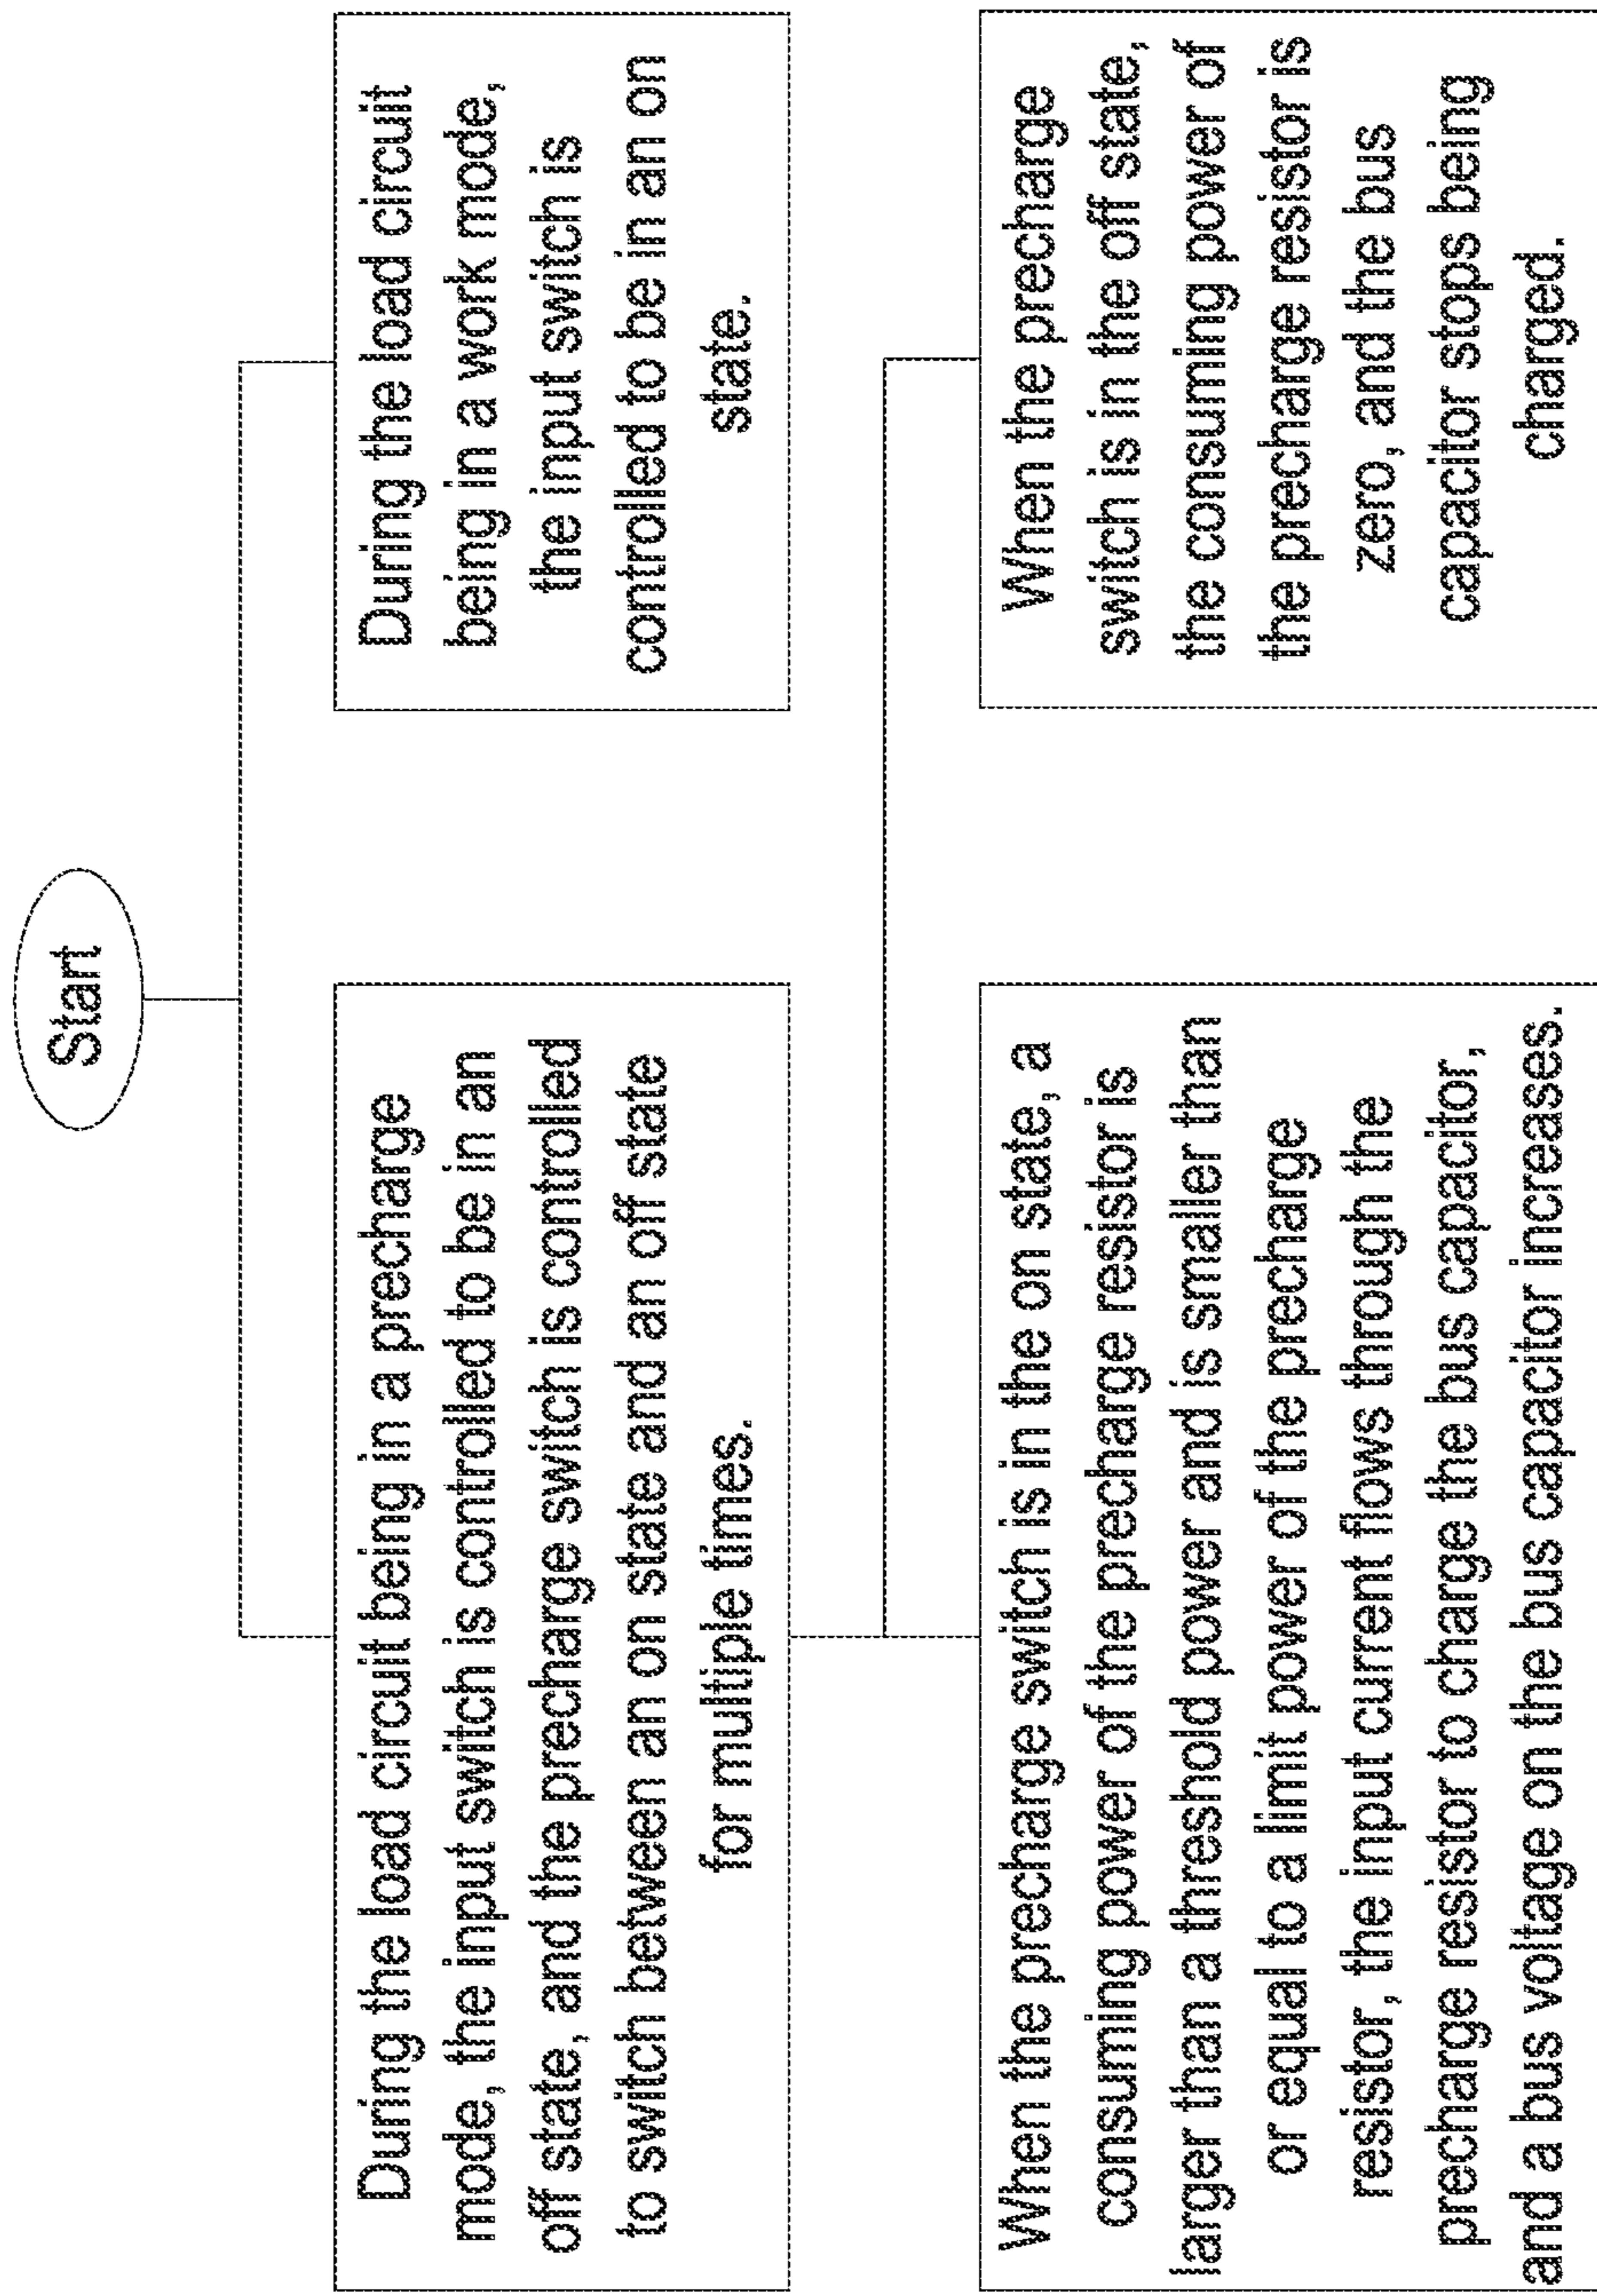 Start
During the load circuit being in a precharge
mode, the input switch is controlled to be in an
off state, and the precharge switch is controlled
to switch between an on state and an off state
for multiple times.
During the load circuit
being in a work mode,
the input switch is
controlled to be in an on
state.
When the precharge switch is in the on state, a
consuming power of the precharge resistor is
larger than a threshold power and is smaller than
or equal to a limit power of the precharge
resistor, the input current flows through the
precharge resistor to charge the bus capacitor,
and a bus voltage on the bus capacitor increases.
When the precharge
switch is in the off state,
the consuming power of
the precharge resistor is
zero, and the bus
capacitor stops being
charged.